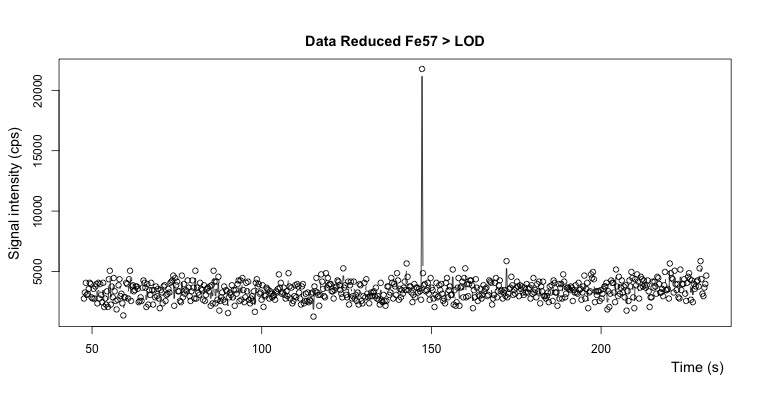 Data Reduced Fe57 > LOD
Signal intensity (cps)
20000
15000
10000
5000
50 100 150 200
Time (s)